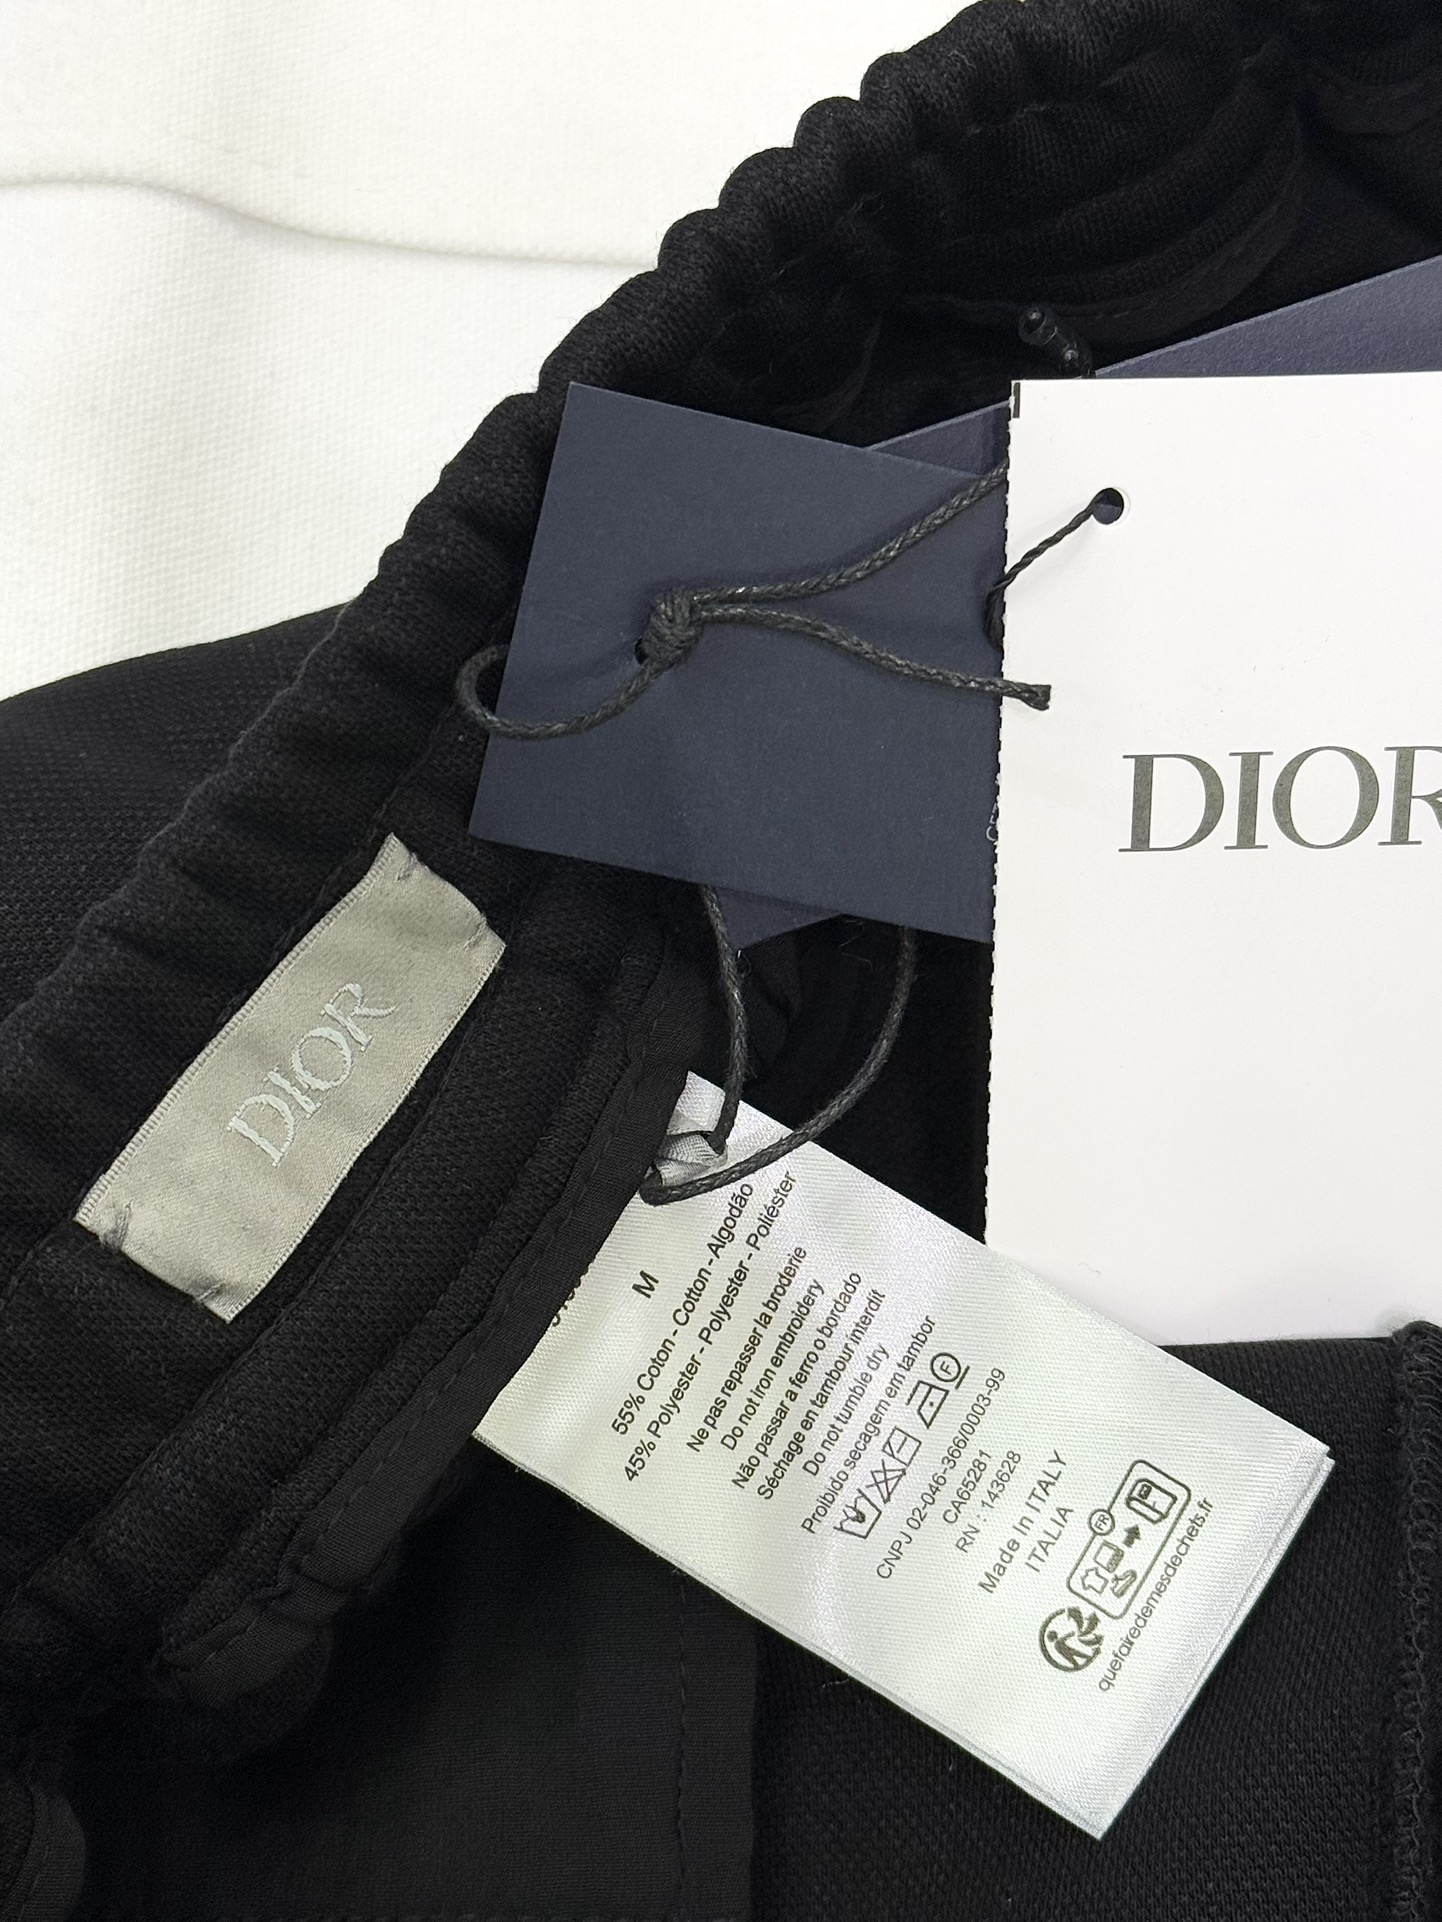 DIOR
DIOR
M
55% Coton - Cotton - Algodão
45% Polyester - Polyester - Poliéster
Ne pas repasser la broderie
Do not iron embroidery
Não passar a ferro o bordado
Séchage en tambour interdit
Do not tumble dry
Proibido secagem em tambor
F
CNPJ 02-046-366/0003-99
CA65281
RN : 143628
Made In ITALY
ITALIA
FR
quefairedemesdechets.fr